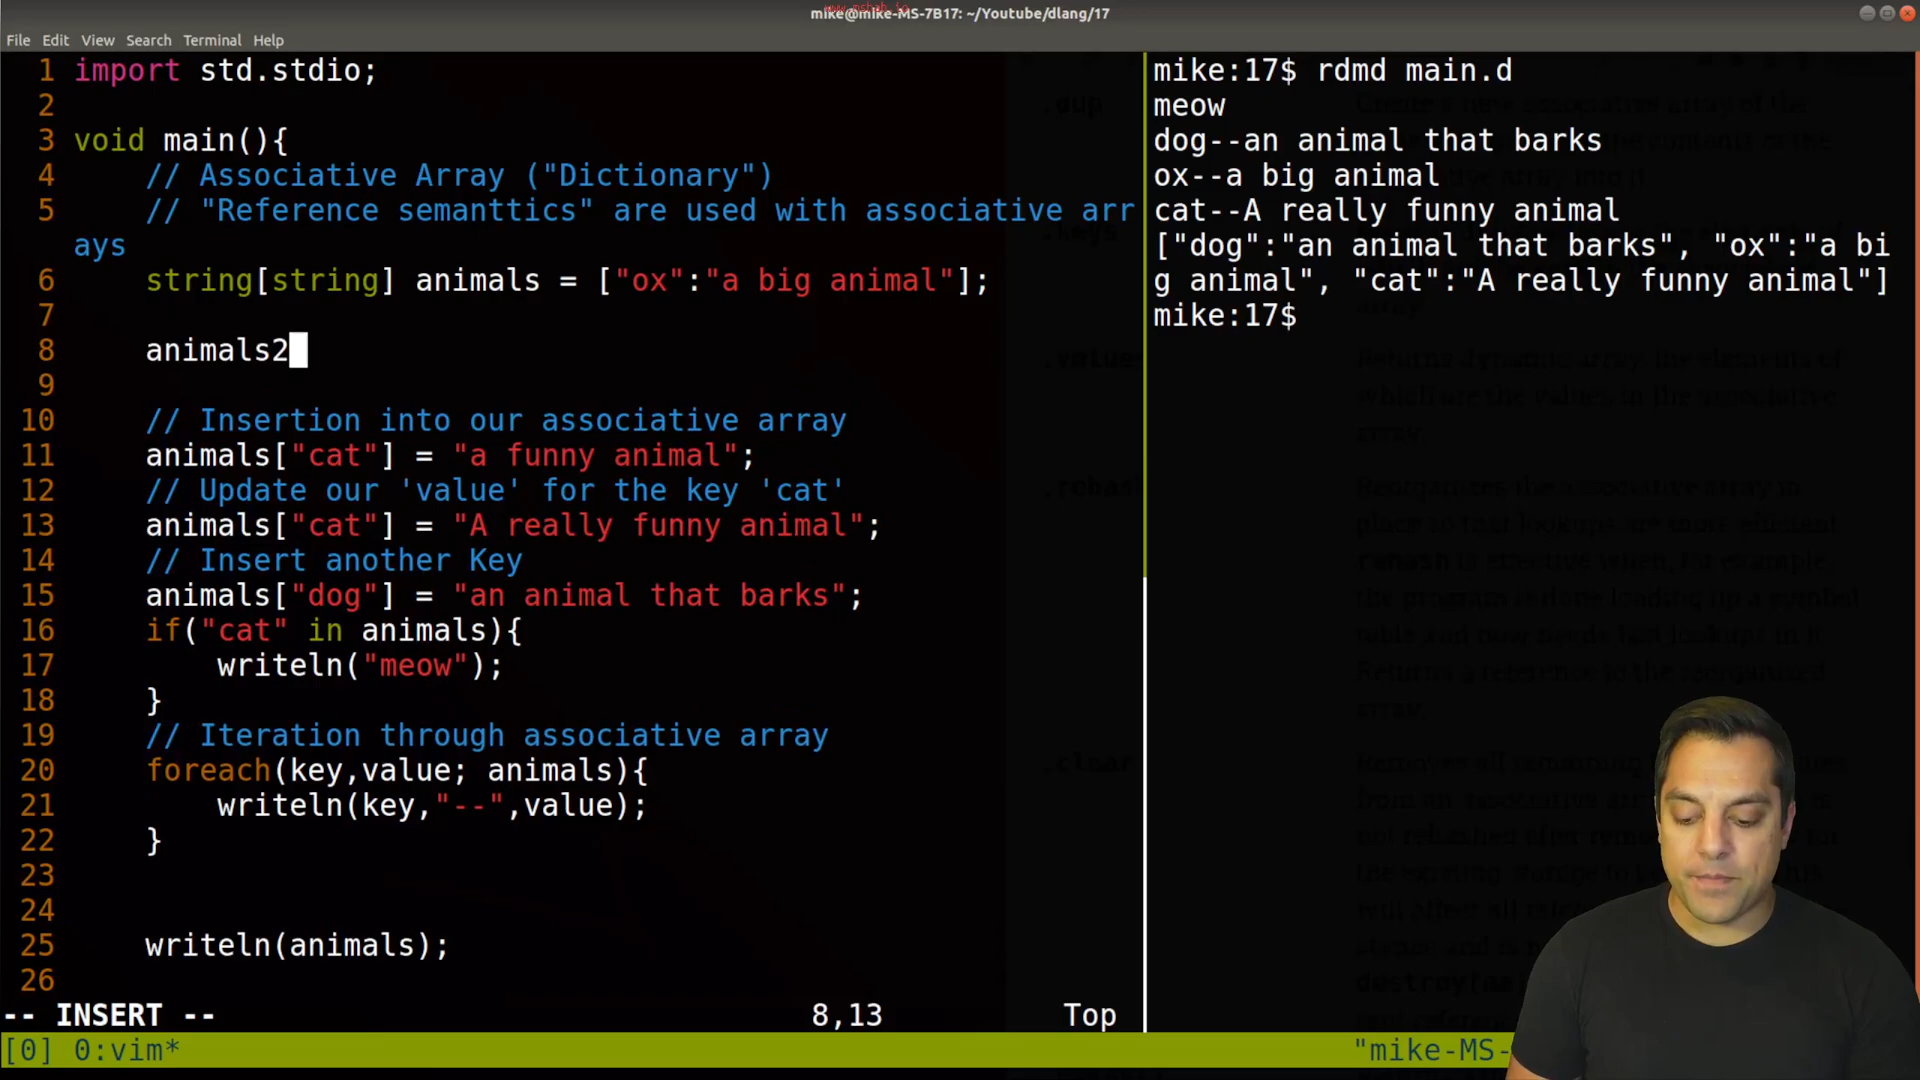 www.mshah.io
mike@mike-MS-7B17: ~/Youtube/dlang/17
File Edit View Search Terminal Help
1 import std.stdio;
2
3 void main(){
4 // Associative Array ("Dictionary")
5 // "Reference semanttics" are used with associative arr
ays
6 string[string] animals = ["ox":"a big animal"];
7
8 animals2
9
10 // Insertion into our associative array
11 animals["cat"] = "a funny animal";
12 // Update our 'value' for the key 'cat'
13 animals["cat"] = "A really funny animal";
14 // Insert another Key
15 animals["dog"] = "an animal that barks";
16 if("cat" in animals){
17 writeln("meow");
18 }
19 // Iteration through associative array
20 foreach(key,value; animals){
21 writeln(key,"--",value);
22 }
23
24
25 writeln(animals);
26
-- INSERT -- 8,13 Top
[0] 0:vim* "mike-MS-
mike:17$ rdmd main.d
meow
dog--an animal that barks
ox--a big animal
cat--A really funny animal
["dog":"an animal that barks", "ox":"a bi
g animal", "cat":"A really funny animal"]
mike:17$